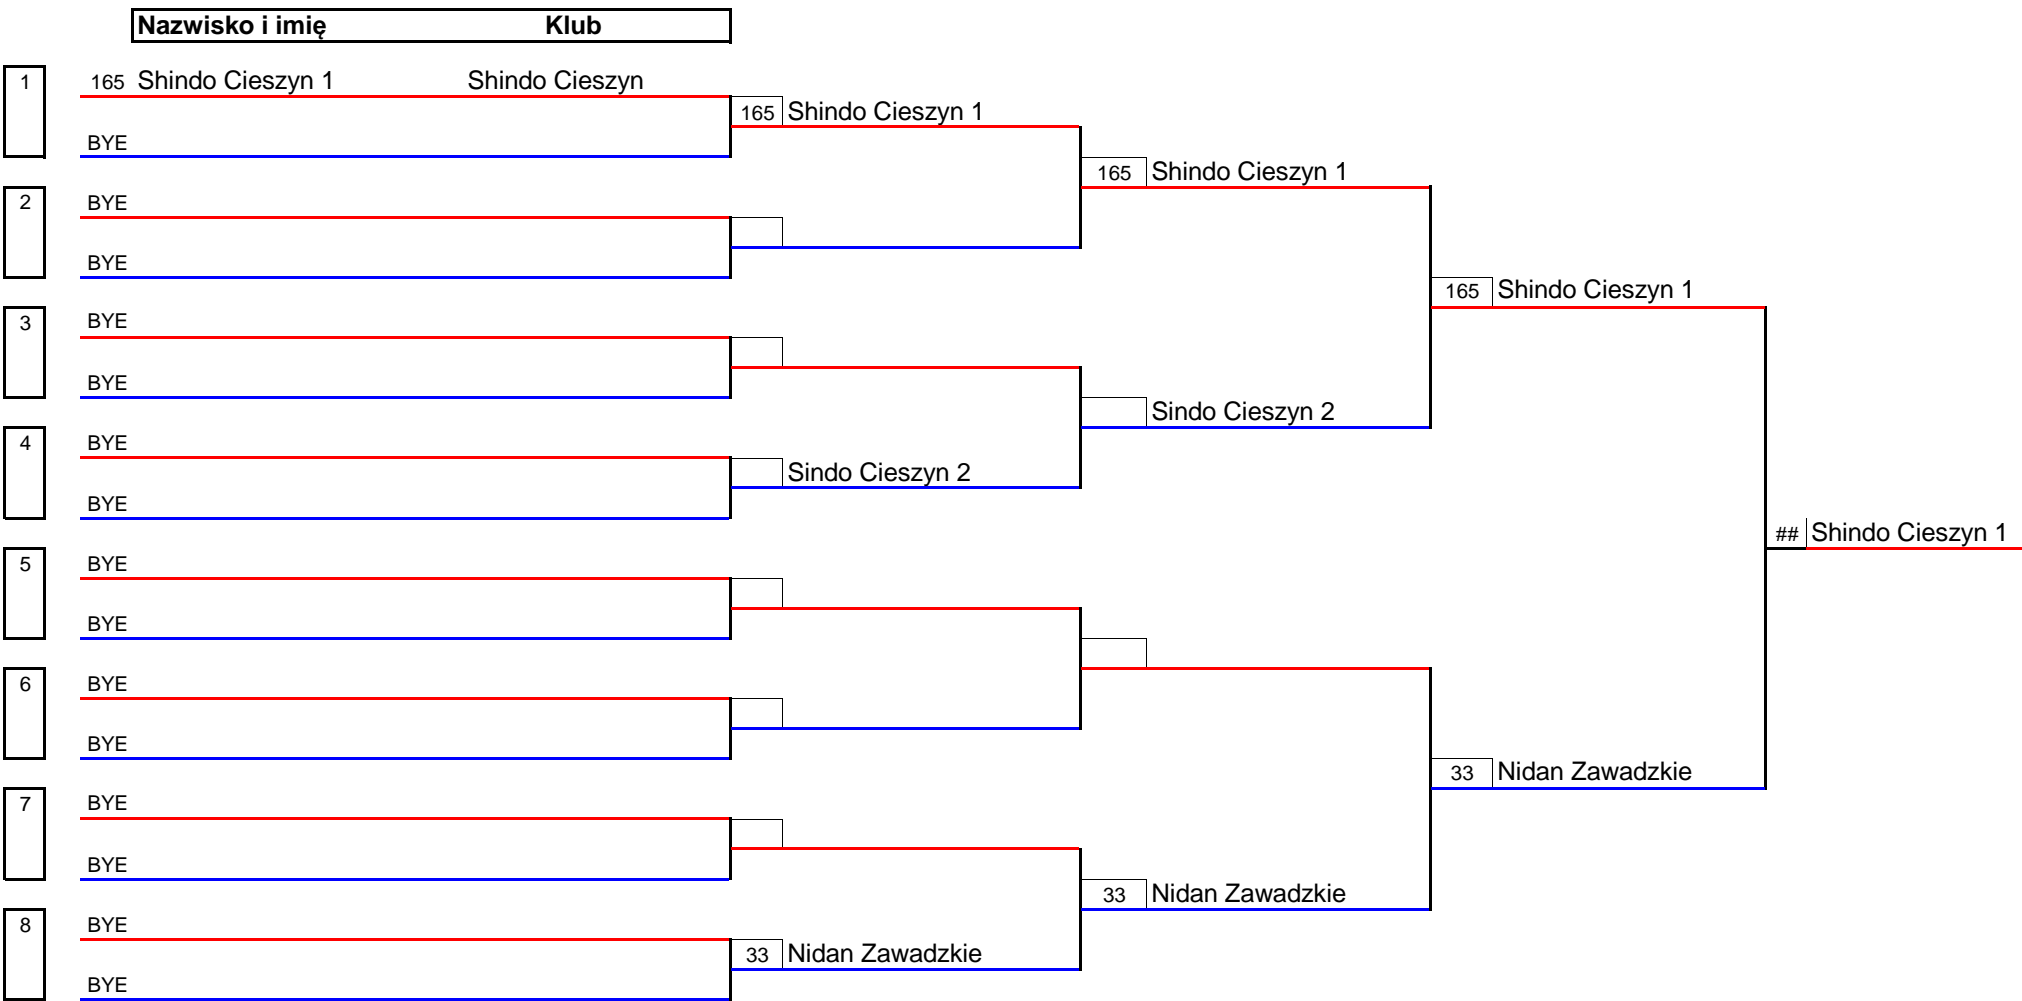 Nazwisko i imię Klub
1 165 Shindo Cieszyn 1 Shindo Cieszyn
165 Shindo Cieszyn 1
BYE
165 Shindo Cieszyn 1
2 BYE
BYE
165 Shindo Cieszyn 1
3 BYE
BYE
Sindo Cieszyn 2
4 BYE
Sindo Cieszyn 2
BYE
## Shindo Cieszyn 1
5 BYE
BYE
6 BYE
BYE
33 Nidan Zawadzkie
7 BYE
BYE
33 Nidan Zawadzkie
8 BYE
33 Nidan Zawadzkie
BYE